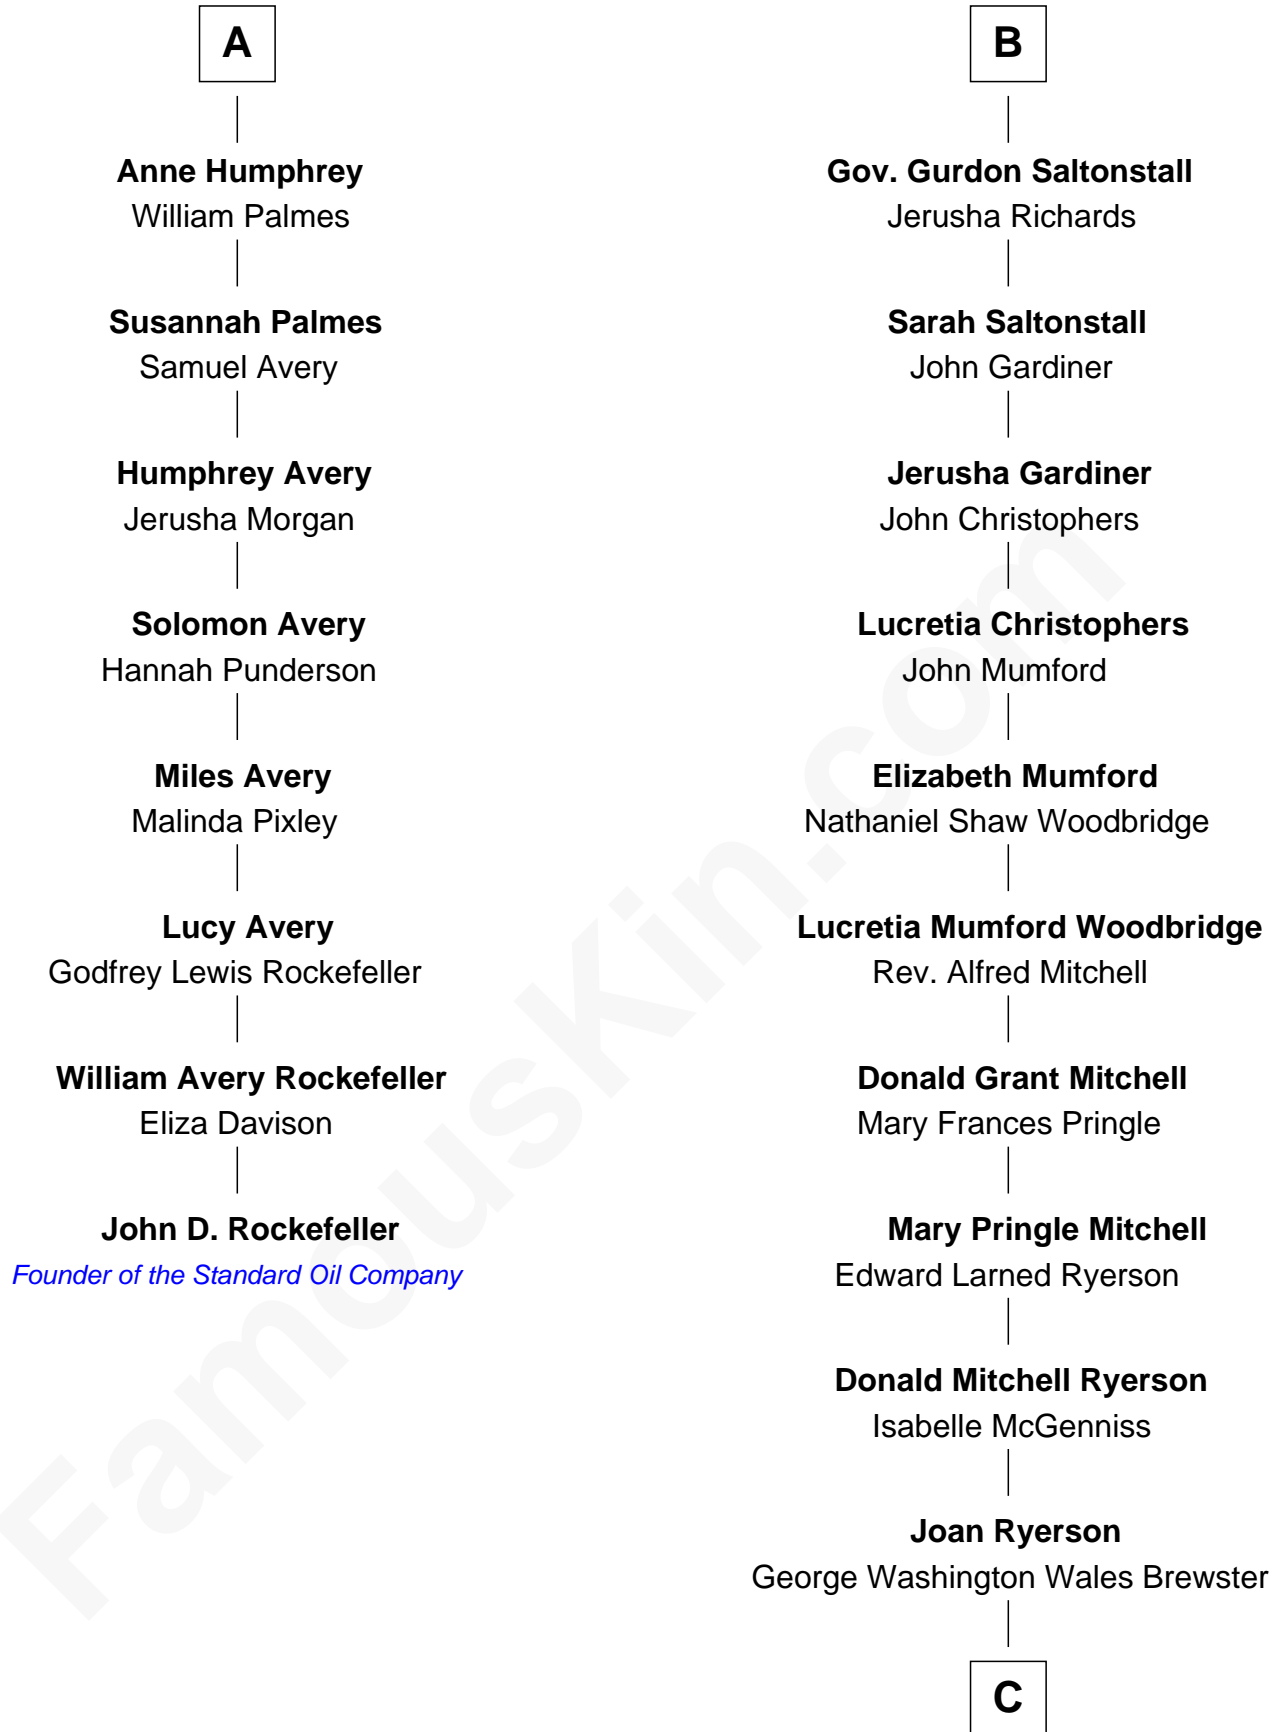 A
Anne Humphrey
William Palmes
Susannah Palmes
Samuel Avery
Humphrey Avery
Jerusha Morgan
Solomon Avery
Hannah Punderson
Miles Avery
Malinda Pixley
Lucy Avery
Godfrey Lewis Rockefeller
William Avery Rockefeller
Eliza Davison
John D. Rockefeller
Founder of the Standard Oil Company
B
Gov. Gurdon Saltonstall
Jerusha Richards
Sarah Saltonstall
John Gardiner
Jerusha Gardiner
John Christophers
Lucretia Christophers
John Mumford
Elizabeth Mumford
Nathaniel Shaw Woodbridge
Lucretia Mumford Woodbridge
Rev. Alfred Mitchell
Donald Grant Mitchell
Mary Frances Pringle
Mary Pringle Mitchell
Edward Larned Ryerson
Donald Mitchell Ryerson
Isabelle McGenniss
Joan Ryerson
George Washington Wales Brewster
C
FamousKin.com